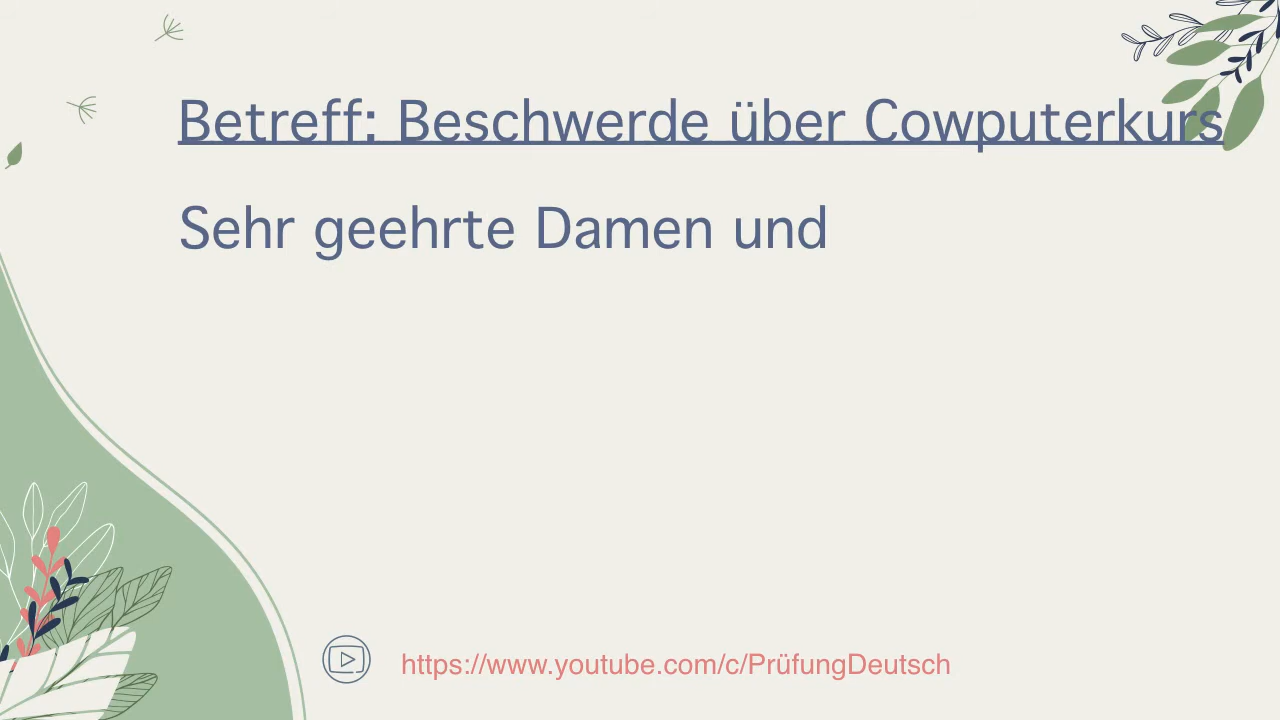 Betreff: Beschwerde über Cowputerkurs
Sehr geehrte Damen und
https://www.youtube.com/c/PrüfungDeutsch